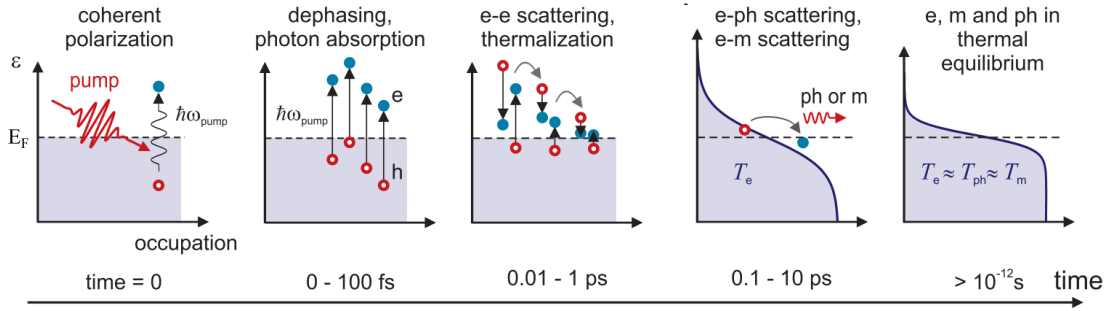 coherent
polarization
ε
pump
ħω_pump
E_F
occupation
time = 0
dephasing,
photon absorption
ħω_pump
e
h
0 - 100 fs
e-e scattering,
thermalization
0.01 - 1 ps
e-ph scattering,
e-m scattering
ph or m
T_e
0.1 - 10 ps
e, m and ph in
thermal
equilibrium
T_e ≈ T_ph ≈ T_m
> 10⁻¹²s
time